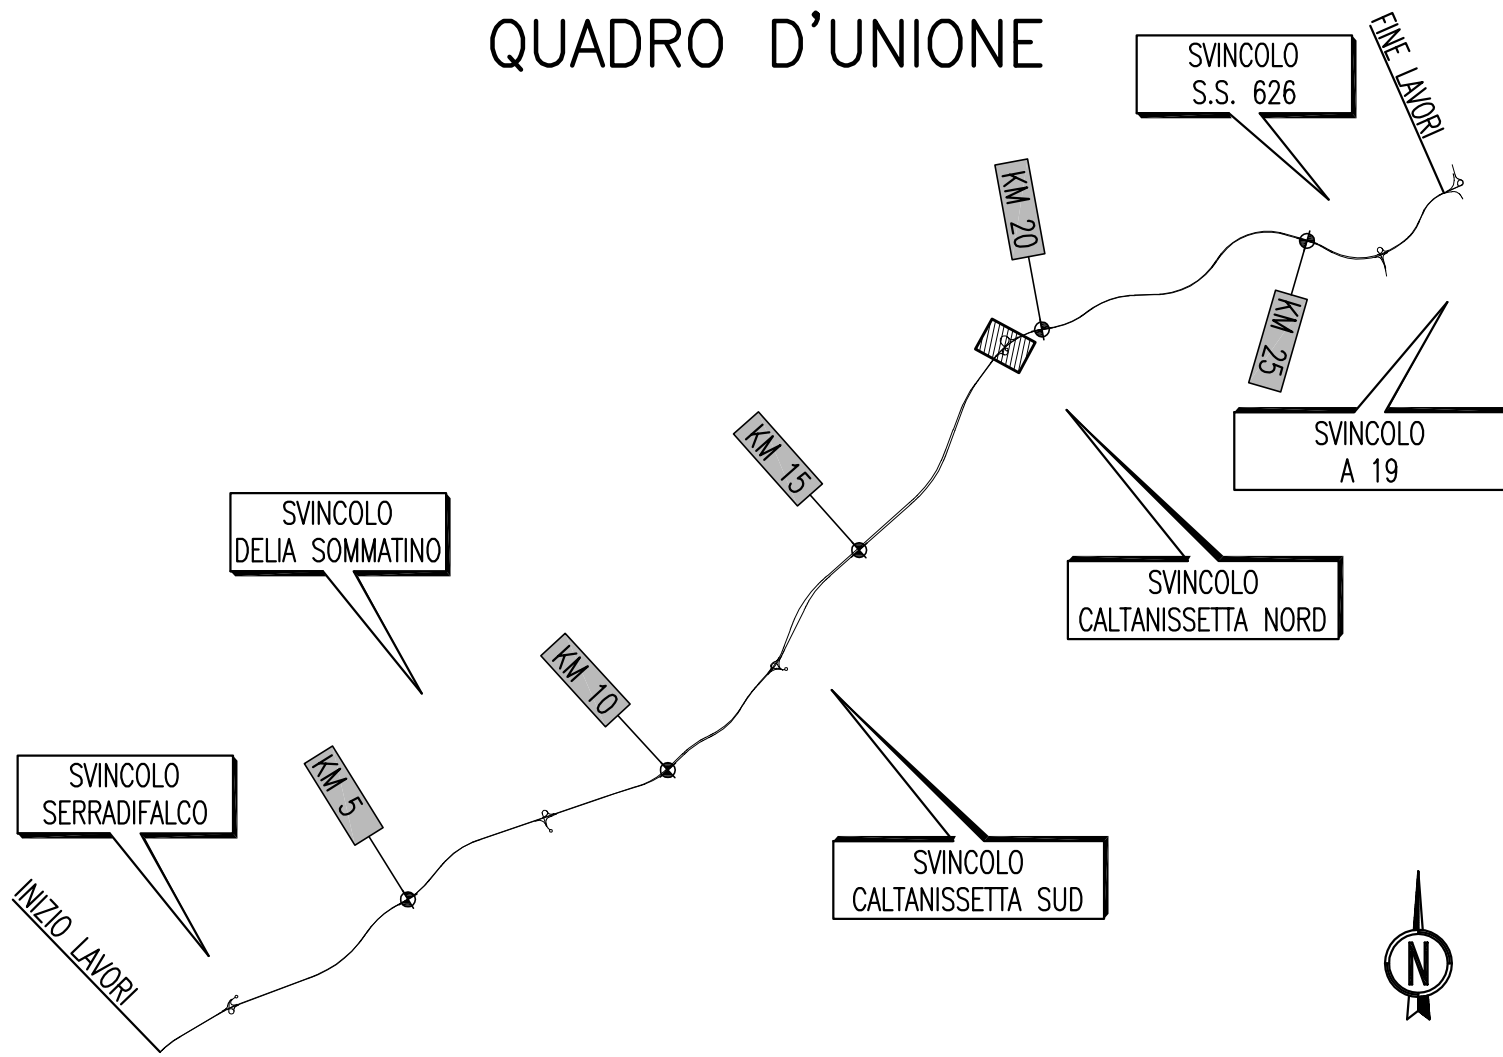 QUADRO D'UNIONE
SVINCOLO
S.S. 626
FINE LAVORI
KM 20
KM 25
SVINCOLO
A 19
KM 15
SVINCOLO
DELIA SOMMATINO
SVINCOLO
CALTANISSETTA NORD
KM 10
KM 5
SVINCOLO
SERRADIFALCO
SVINCOLO
CALTANISSETTA SUD
INIZIO LAVORI
N